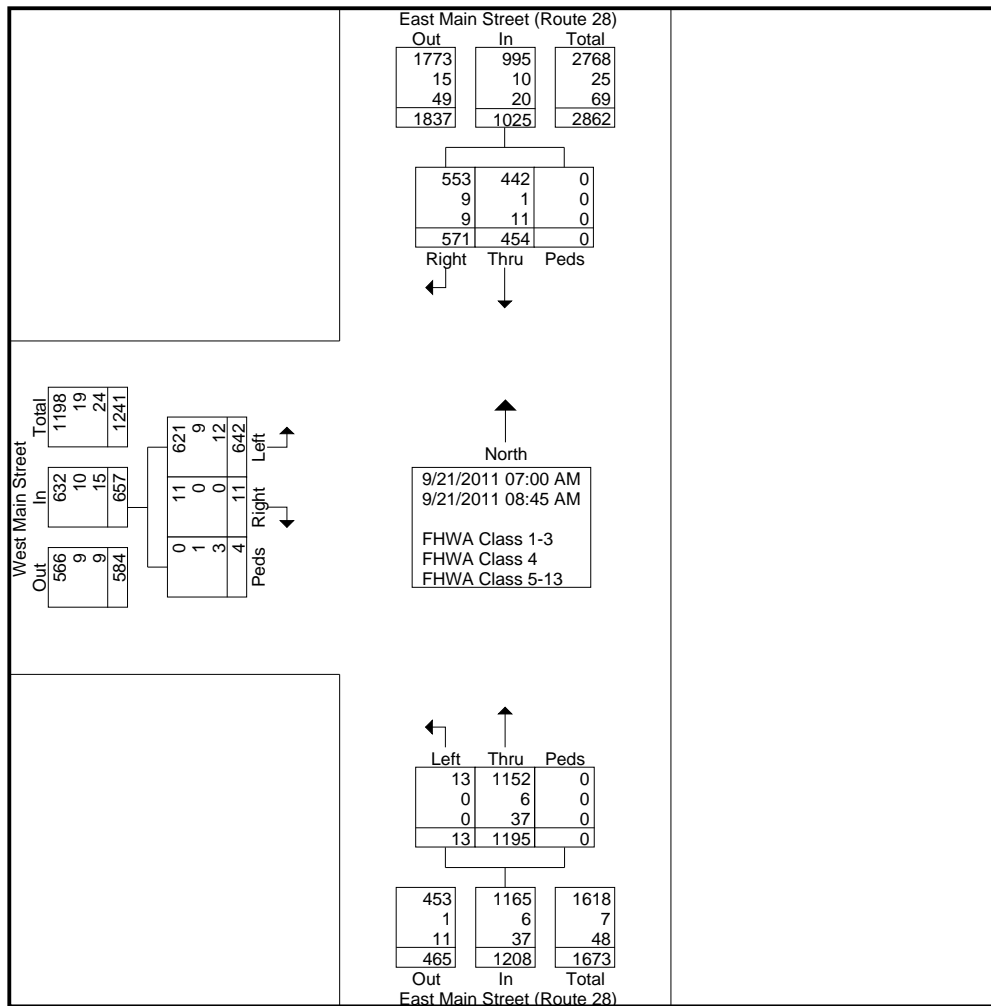 East Main Street (Route 28)
Out In Total
1773 995 2768
15 10 25
49 20 69
1837 1025 2862
553 442 0
9 1 0
9 11 0
571 454 0
Right Thru Peds
West Main Street
Out In Total
566 632 1198
9 10 19
9 15 24
584 657 1241
0 11 621
1 0 9
3 0 12
4 11 642
Peds Right Left
North
9/21/2011 07:00 AM
9/21/2011 08:45 AM
FHWA Class 1-3
FHWA Class 4
FHWA Class 5-13
Left Thru Peds
13 1152 0
0 6 0
0 37 0
13 1195 0
453 1165 1618
1 6 7
11 37 48
465 1208 1673
Out In Total
East Main Street (Route 28)